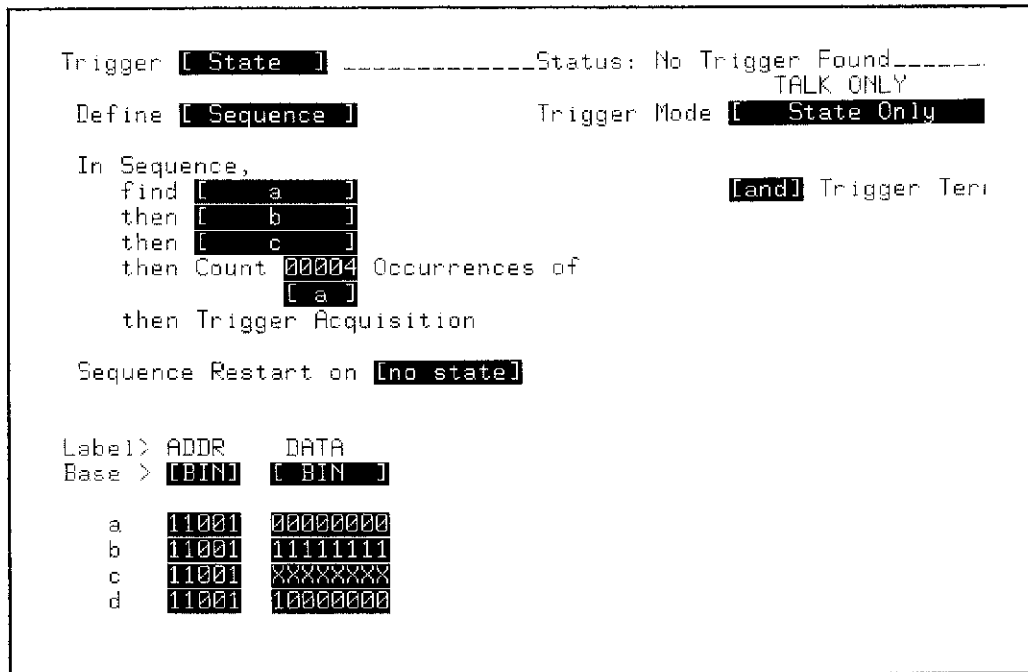 Trigger [ State ] ______________Status: No Trigger Found_______
TALK ONLY
Define [ Sequence ] Trigger Mode [ State Only
In Sequence,
find [ a ] [and] Trigger
then [ b ]
then [ c ]
then Count 00004 Occurrences of
[ a ]
then Trigger Acquisition
Sequence Restart on [no state]
Label> ADDR DATA
Base > [BIN] [ BIN ]
a 11001 00000000
b 11001 11111111
c 11001 XXXXXXXX
d 11001 10000000